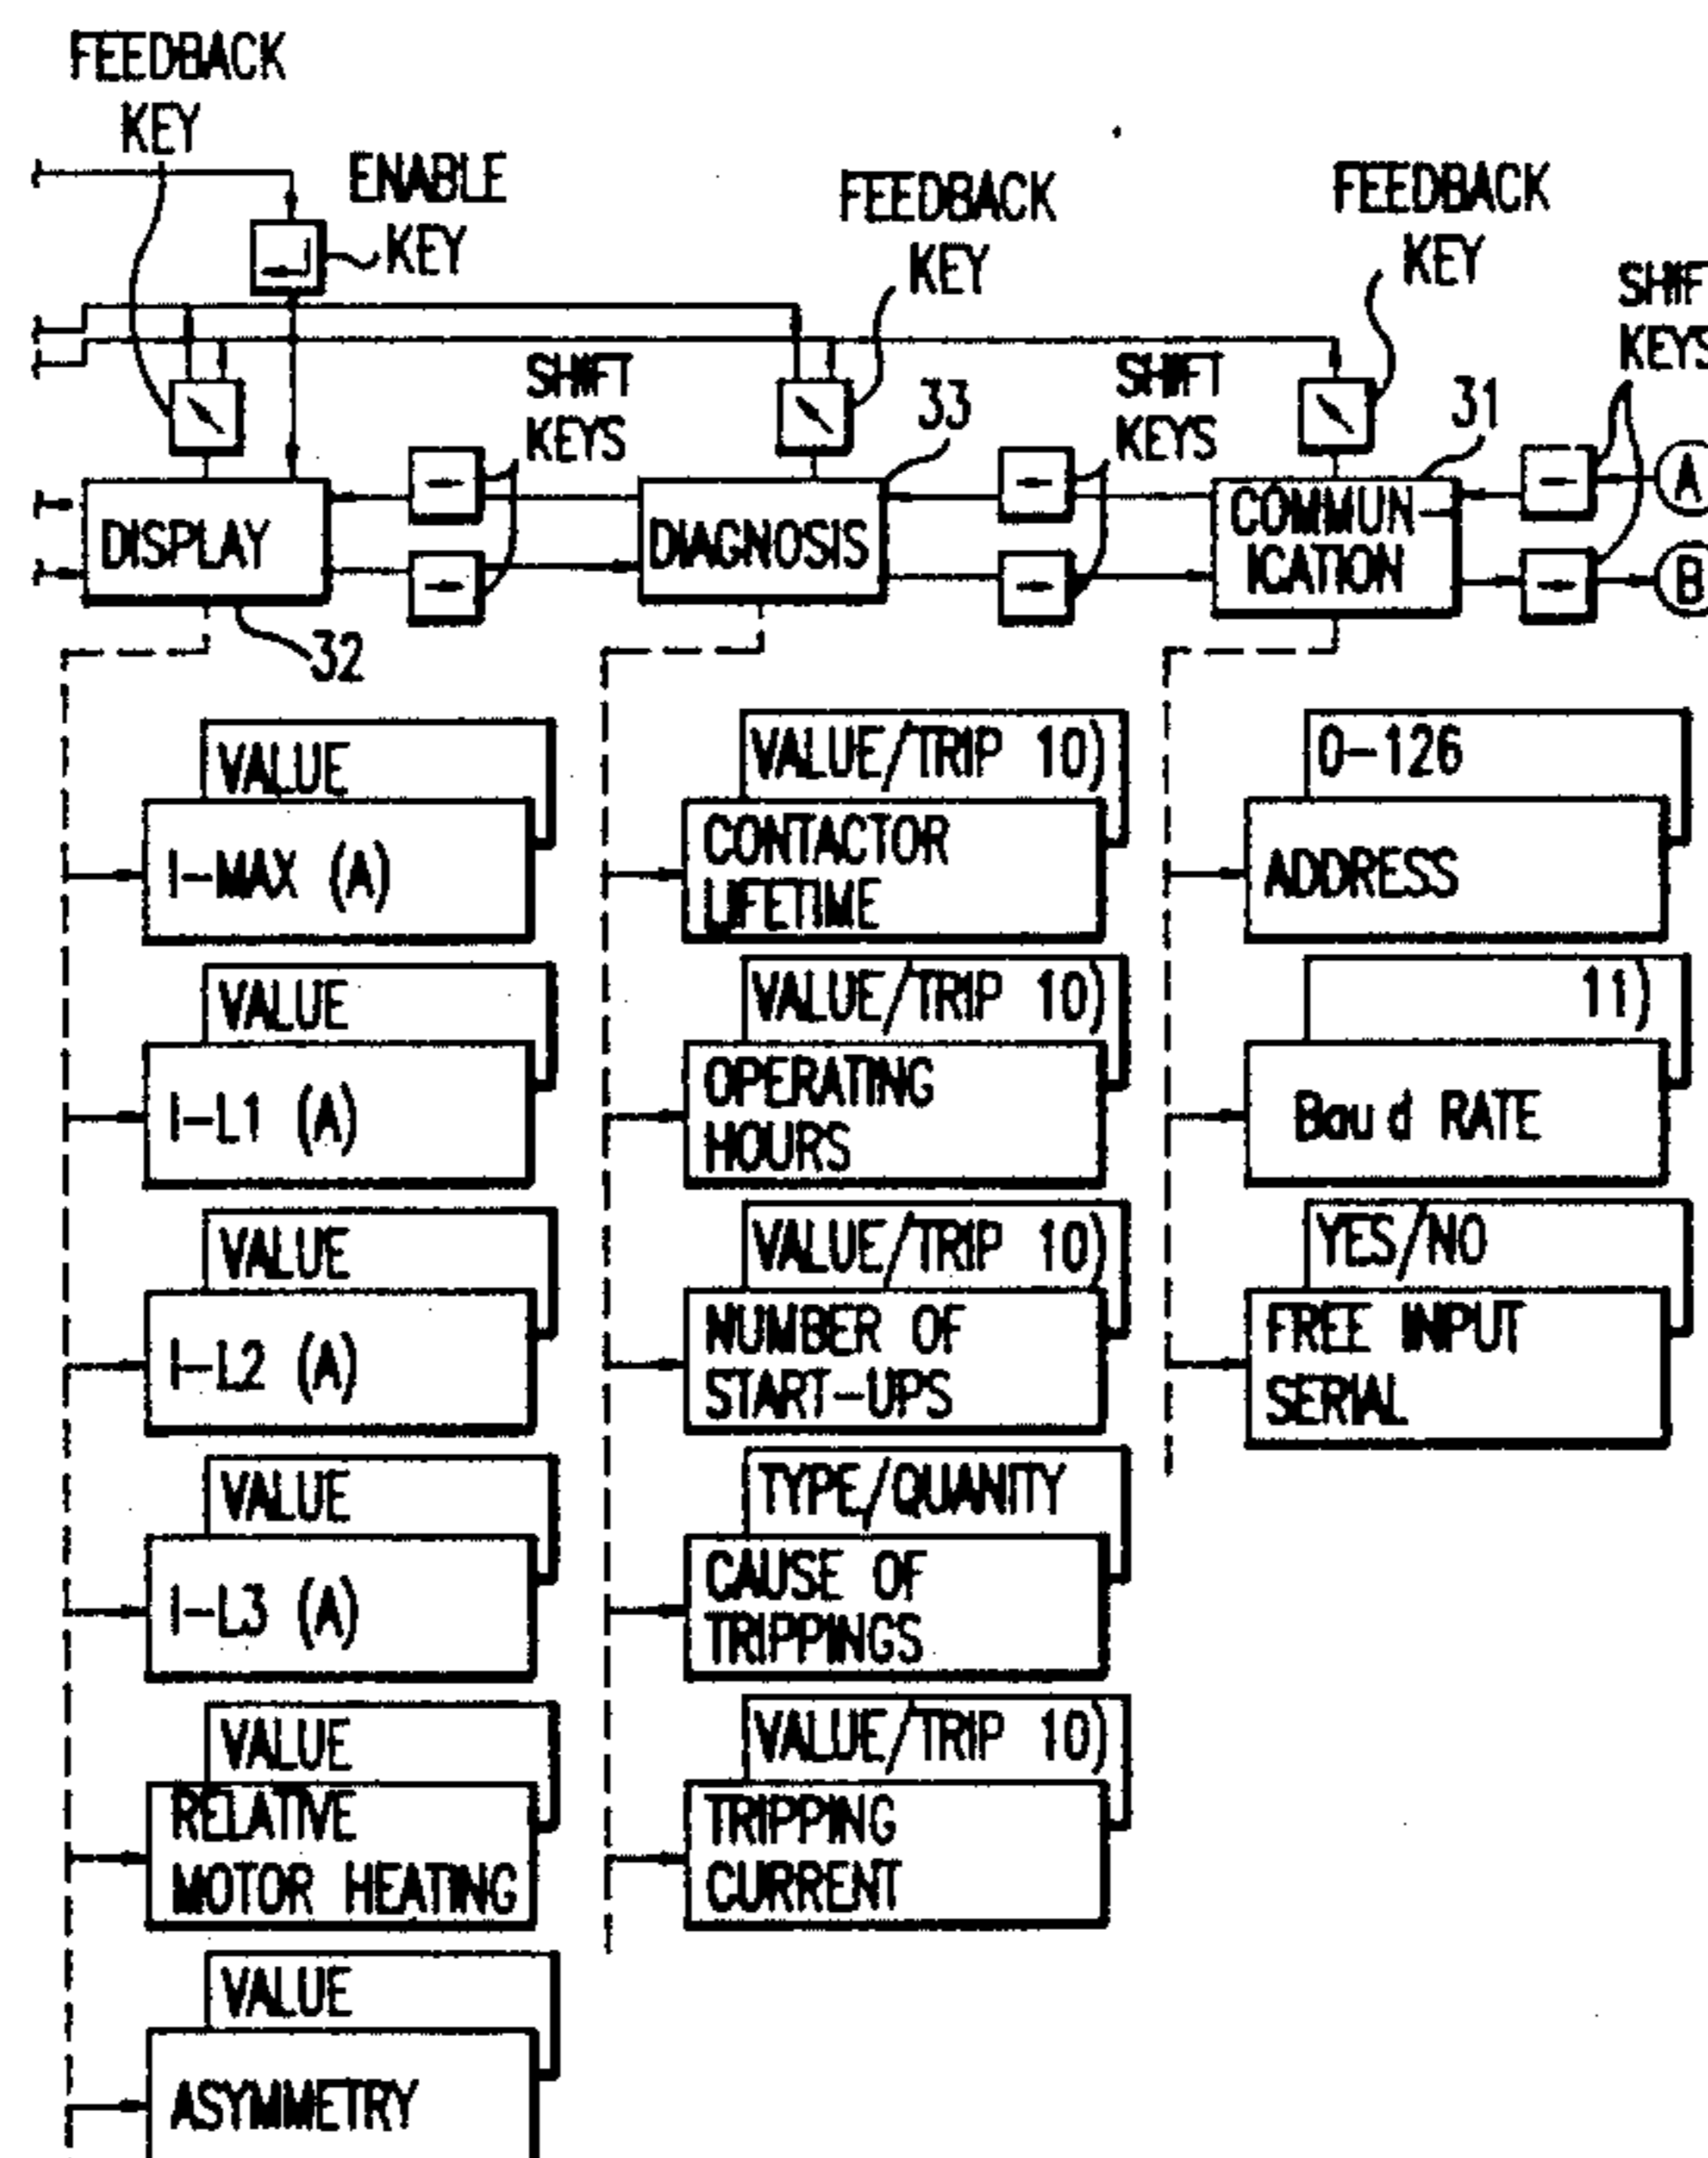 FEEDBACK
KEY
ENABLE
KEY
FEEDBACK
KEY
FEEDBACK
KEY
SHIFT
KEYS
SHIFT
KEYS
33
SHIFT
KEYS
31
A
DISPLAY
DIAGNOSIS
COMMUN-
ICATION
B
32
VALUE
I-MAX (A)
VALUE
I-L1 (A)
VALUE
I-L2 (A)
VALUE
I-L3 (A)
VALUE
RELATIVE
MOTOR HEATING
VALUE
ASYMMETRY
VALUE/TRIP 10)
CONTACTOR
LIFETIME
VALUE/TRIP 10)
OPERATING
HOURS
VALUE/TRIP 10)
NUMBER OF
START-UPS
TYPE/QUANITY
CAUSE OF
TRIPPINGS
VALUE/TRIP 10)
TRIPPING
CURRENT
0-126
ADDRESS
11)
Baud RATE
YES/NO
FREE INPUT
SERIAL